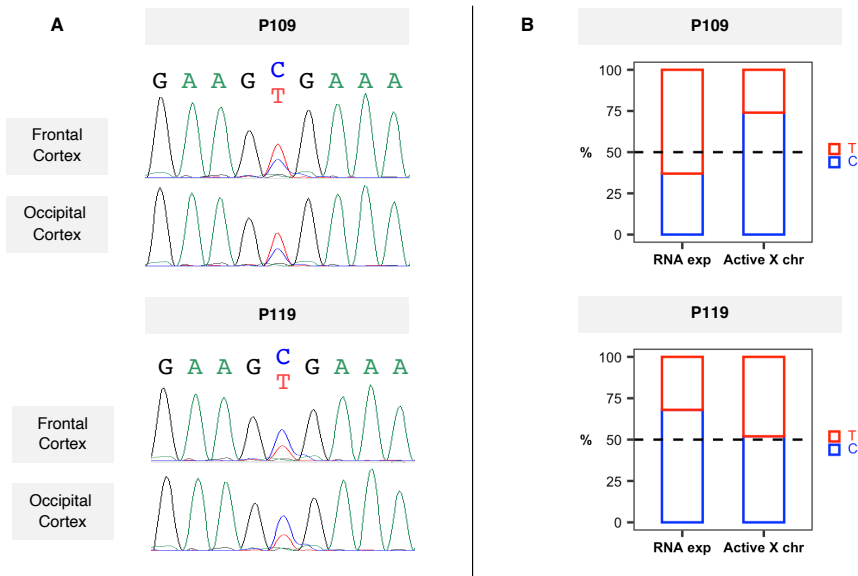 A
P109
G A A G C G A A A
T
Frontal
Cortex
Occipital
Cortex
P119
G A A G C G A A A
T
Frontal
Cortex
Occipital
Cortex
B
P109
100
75
% 50
25
0
RNA exp Active X chr
T
C
P119
100
75
% 50
25
0
RNA exp Active X chr
T
C